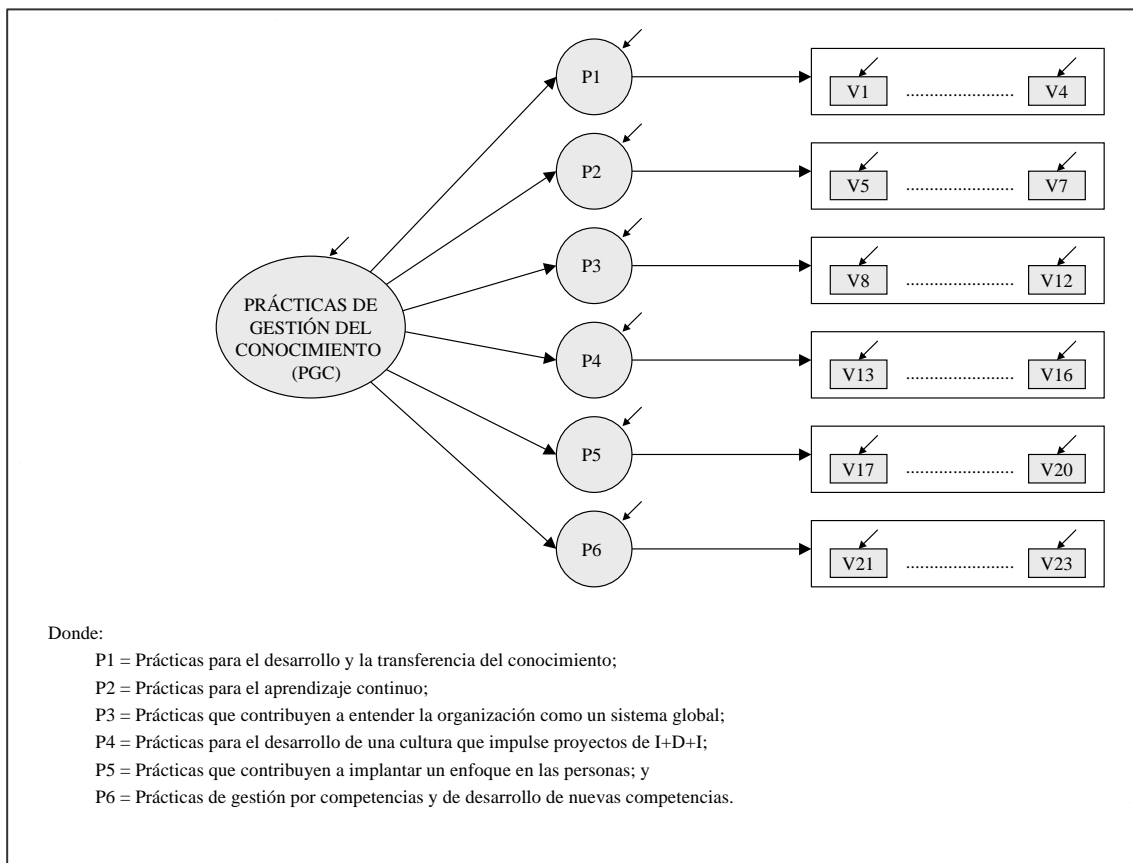 P1
V1 ........................ V4
P2
V5 ........................ V7
P3
V8 ........................ V12
PRÁCTICAS DE
GESTIÓN DEL
CONOCIMIENTO
(PGC)
P4
V13 ........................ V16
P5
V17 ........................ V20
P6
V21 ........................ V23
Donde:
P1 = Prácticas para el desarrollo y la transferencia del conocimiento;
P2 = Prácticas para el aprendizaje continuo;
P3 = Prácticas que contribuyen a entender la organización como un sistema global;
P4 = Prácticas para el desarrollo de una cultura que impulse proyectos de I+D+I;
P5 = Prácticas que contribuyen a implantar un enfoque en las personas; y
P6 = Prácticas de gestión por competencias y de desarrollo de nuevas competencias.